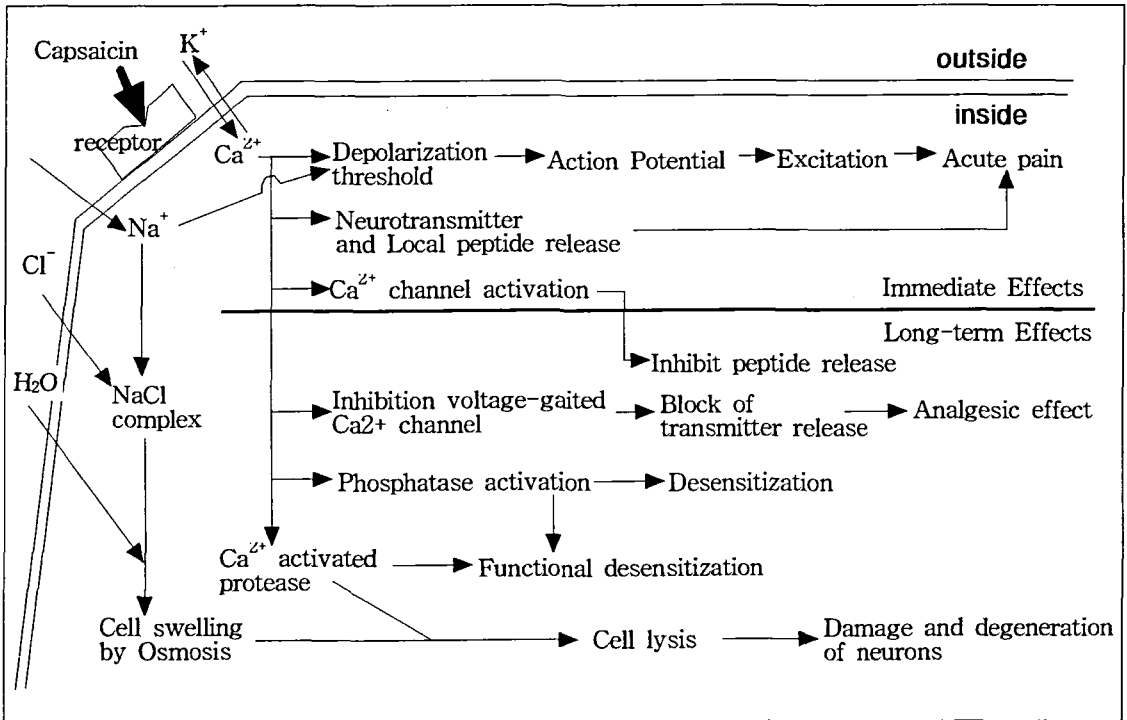 K⁺
Capsaicin
outside
inside
receptor
Ca²⁺
Depolarization
threshold
Action Potential
Excitation
Acute pain
Na⁺
Neurotransmitter
and Local peptide release
Cl⁻
Ca²⁺ channel activation
Immediate Effects
Long-term Effects
Inhibit peptide release
H₂O
NaCl
complex
Inhibition voltage-gaited
Ca2+ channel
Block of
transmitter release
Analgesic effect
Phosphatase activation
Desensitization
Ca²⁺ activated
protease
Functional desensitization
Cell swelling
by Osmosis
Cell lysis
Damage and degeneration
of neurons